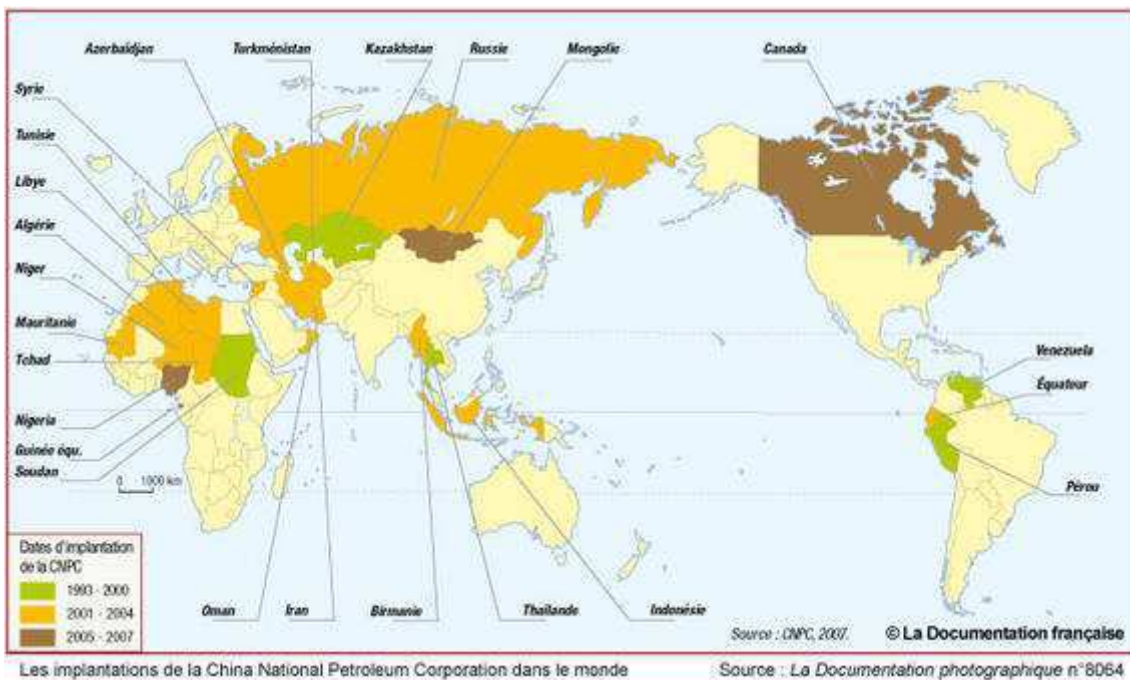 Azerbaïdjan
Turkménistan
Kazakhstan
Russie
Mongolie
Canada
Syrie
Tunisie
Libye
Algérie
Niger
Mauritanie
Tchad
Nigeria
Guinée équ.
Soudan
0 1000 km
Venezuela
Équateur
Pérou
Dates d'implantation
de la CNPC
1993 - 2000
2001 - 2004
2005 - 2007
Oman
Iran
Birmanie
Thaïlande
Indonésie
Source : CNPC, 2007.
© La Documentation française
Les implantations de la China National Petroleum Corporation dans le monde
Source : La Documentation photographique n°8064